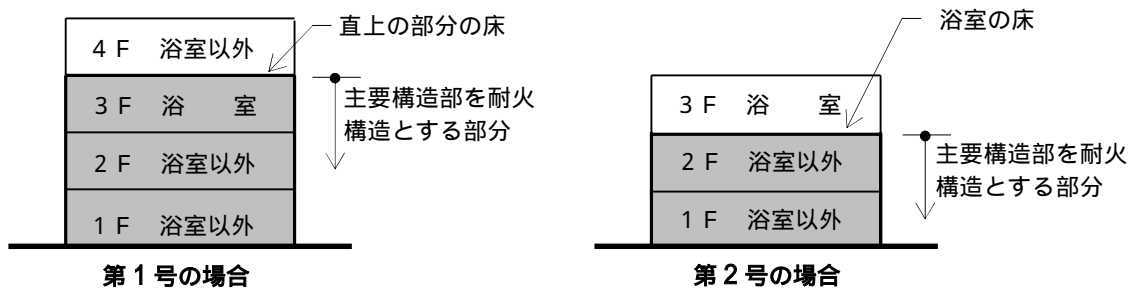 直上の部分の床
4F 浴室以外
3F 浴 室
2F 浴室以外
1F 浴室以外
主要構造部を耐火
構造とする部分
第1号の場合
浴室の床
3F 浴 室
2F 浴室以外
1F 浴室以外
主要構造部を耐火
構造とする部分
第2号の場合